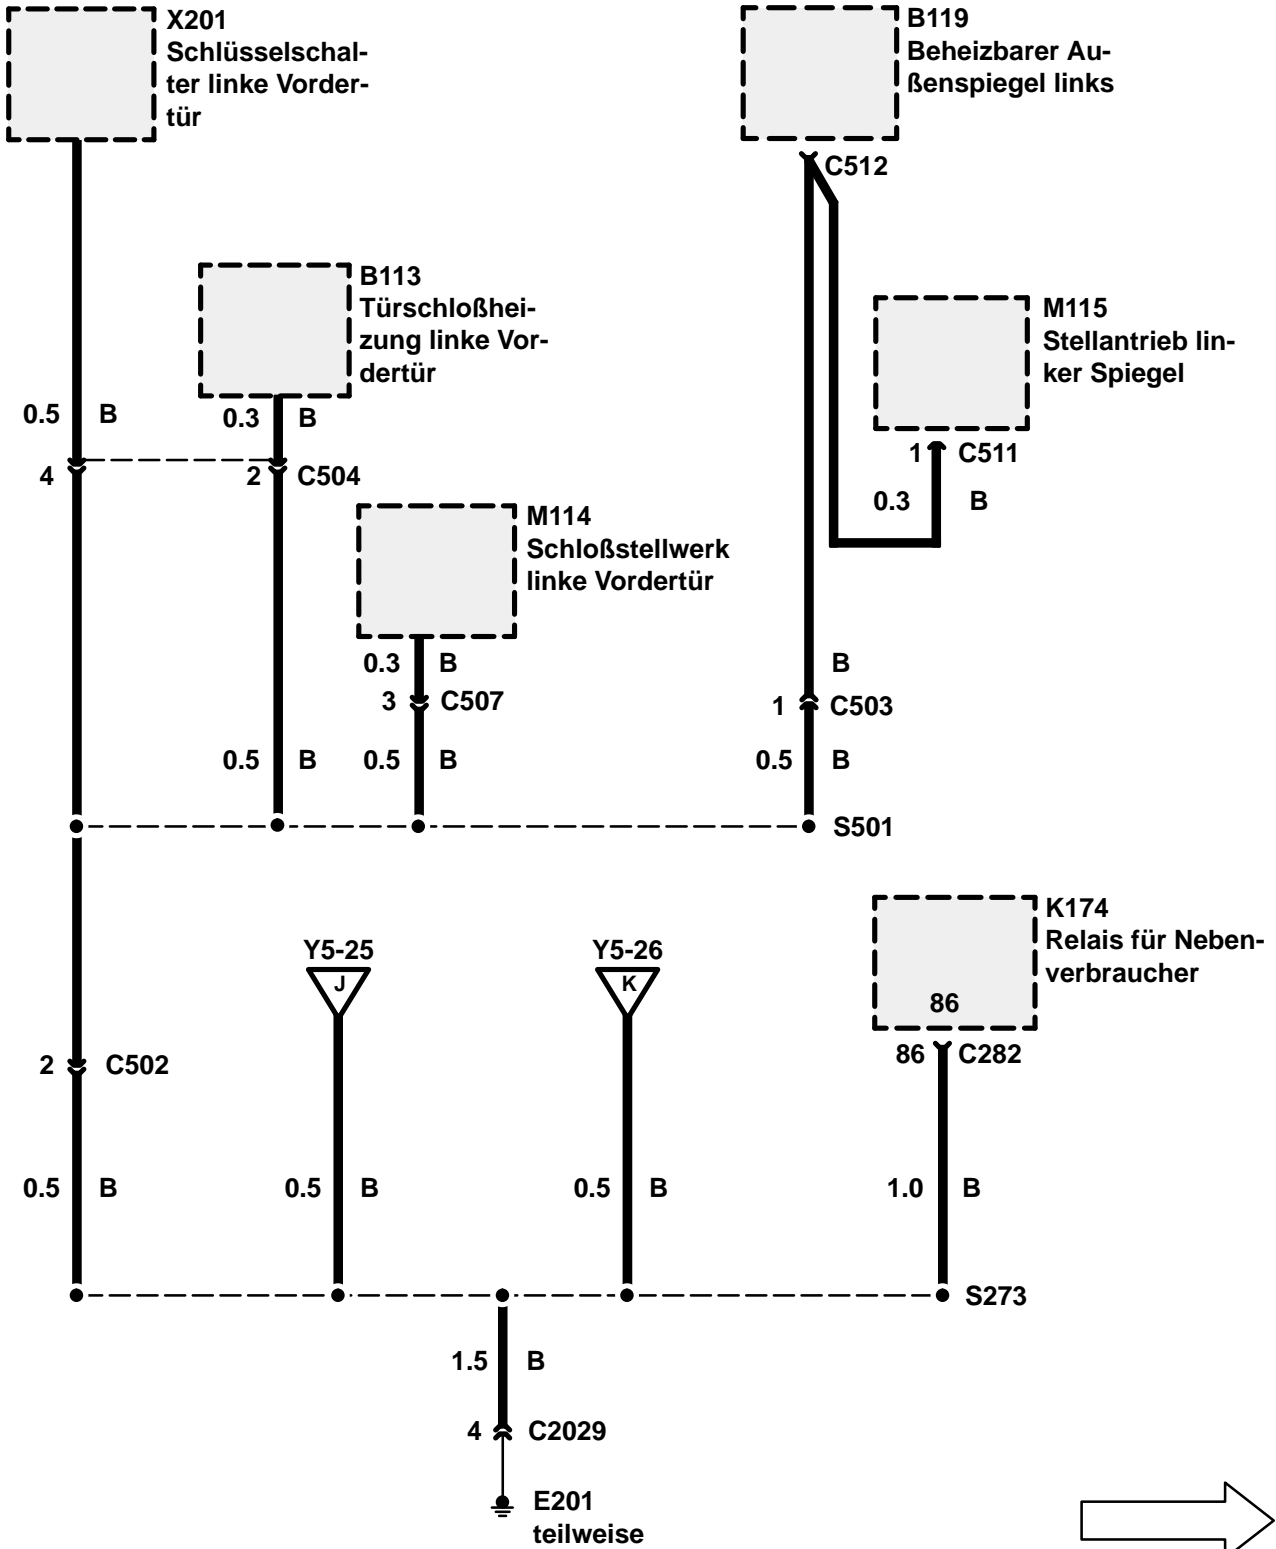 X201
Schlüsselschal-
ter linke Vorder-
tür
B119
Beheizbarer Au-
ßenspiegel links
C512
B113
Türschloßhei-
zung linke Vor-
dertür
M115
Stellantrieb lin-
ker Spiegel
0.5 B
0.3 B
1 C511
4
2 C504
0.3 B
M114
Schloßstellwerk
linke Vordertür
0.3 B
B
3 C507
1 C503
0.5 B
0.5 B
0.5 B
S501
K174
Relais für Neben-
verbraucher
86
Y5-25
J
Y5-26
K
2 C502
86 C282
0.5 B
0.5 B
0.5 B
1.0 B
S273
1.5 B
4 C2029
E201
teilweise